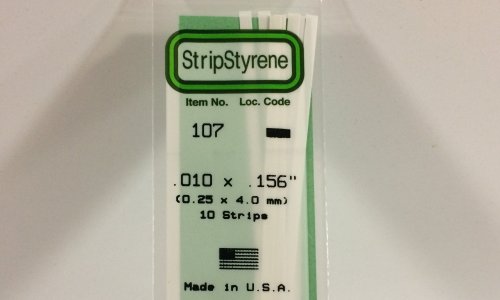 StripStyrene
Item No. Loc. Code
107
.010 x .156"
(0.25 x 4.0 mm)
10 Strips
Made in U.S.A.